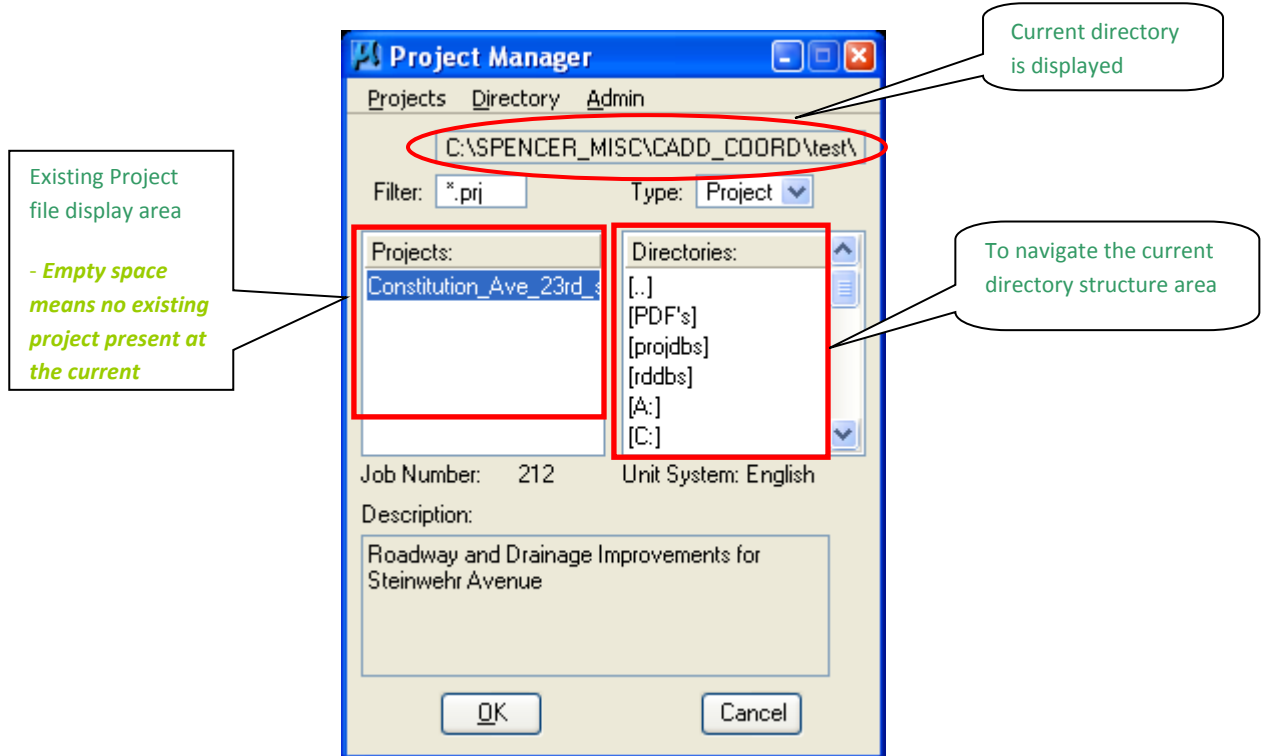 Current directory
is displayed
Project Manager
Projects Directory Admin
C:\SPENCER_MISC\CADD_COORD\test\
Existing Project
file display area
- Empty space
means no existing
project present at
the current
Filter: *.prj Type: Project
Projects:
Constitution_Ave_23rd_s
Directories:
[..]
[PDF's]
[projdbs]
[rddbs]
[A:]
[C:]
To navigate the current
directory structure area
Job Number: 212 Unit System: English
Description:
Roadway and Drainage Improvements for
Steinwehr Avenue
OK Cancel